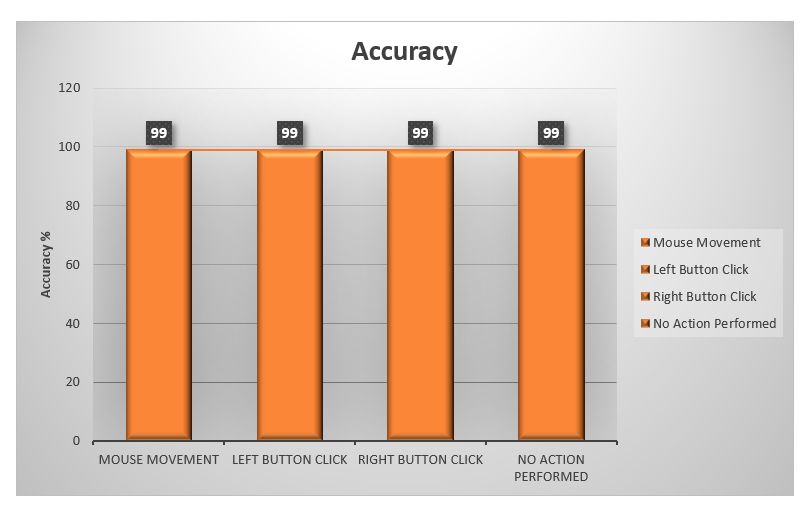 Accuracy
120
100
80
60
40
20
0
Accuracy %
99 99 99 99
MOUSE MOVEMENT LEFT BUTTON CLICK RIGHT BUTTON CLICK NO ACTION
PERFORMED
Mouse Movement
Left Button Click
Right Button Click
No Action Performed